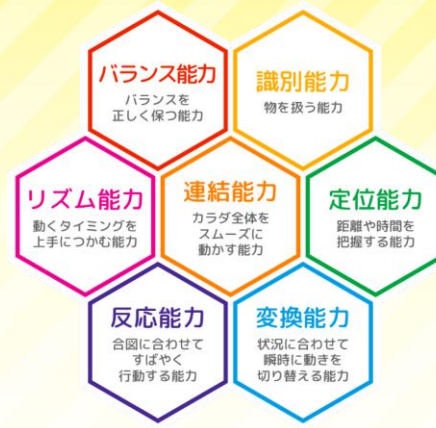 バランス能力
バランスを
正しく保つ能力
識別能力
物を扱う能力
リズム能力
動くタイミングを
上手につかむ能力
連結能力
カラダ全体を
スムーズに
動かす能力
定位能力
距離や時間を
把握する能力
反応能力
合図に合わせて
すばやく
行動する能力
変換能力
状況に合わせて
瞬時に動きを
切り替える能力